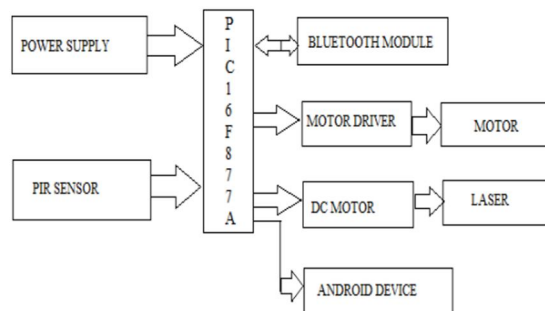 POWER SUPPLY
PIR SENSOR
P
I
C
1
6
F
8
7
7
A
BLUETOOTH MODULE
MOTOR DRIVER
MOTOR
DC MOTOR
LASER
ANDROID DEVICE